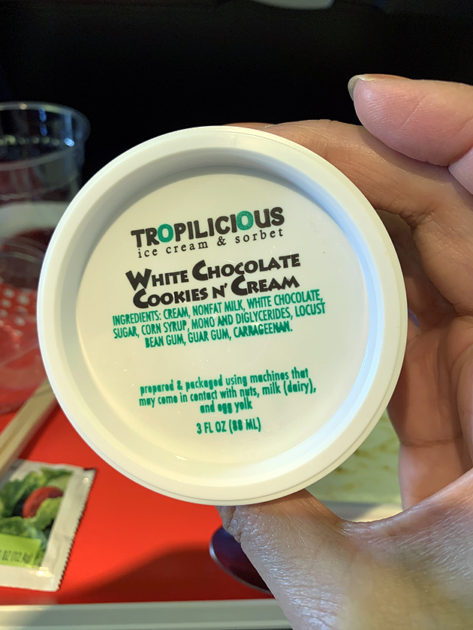 TROPILICIOUS
ice cream & sorbet
WHITE CHOCOLATE
COOKIES N' CREAM
INGREDIENTS: CREAM, NONFAT MILK, WHITE CHOCOLATE,
SUGAR, CORN SYRUP, MONO AND DIGLYCERIDES, LOCUST
BEAN GUM, GUAR GUM, CARRAGEENAN.
prepared & packaged using machines that
may come in contact with nuts, milk (dairy),
and egg yolk
3 FL OZ (88 ML)